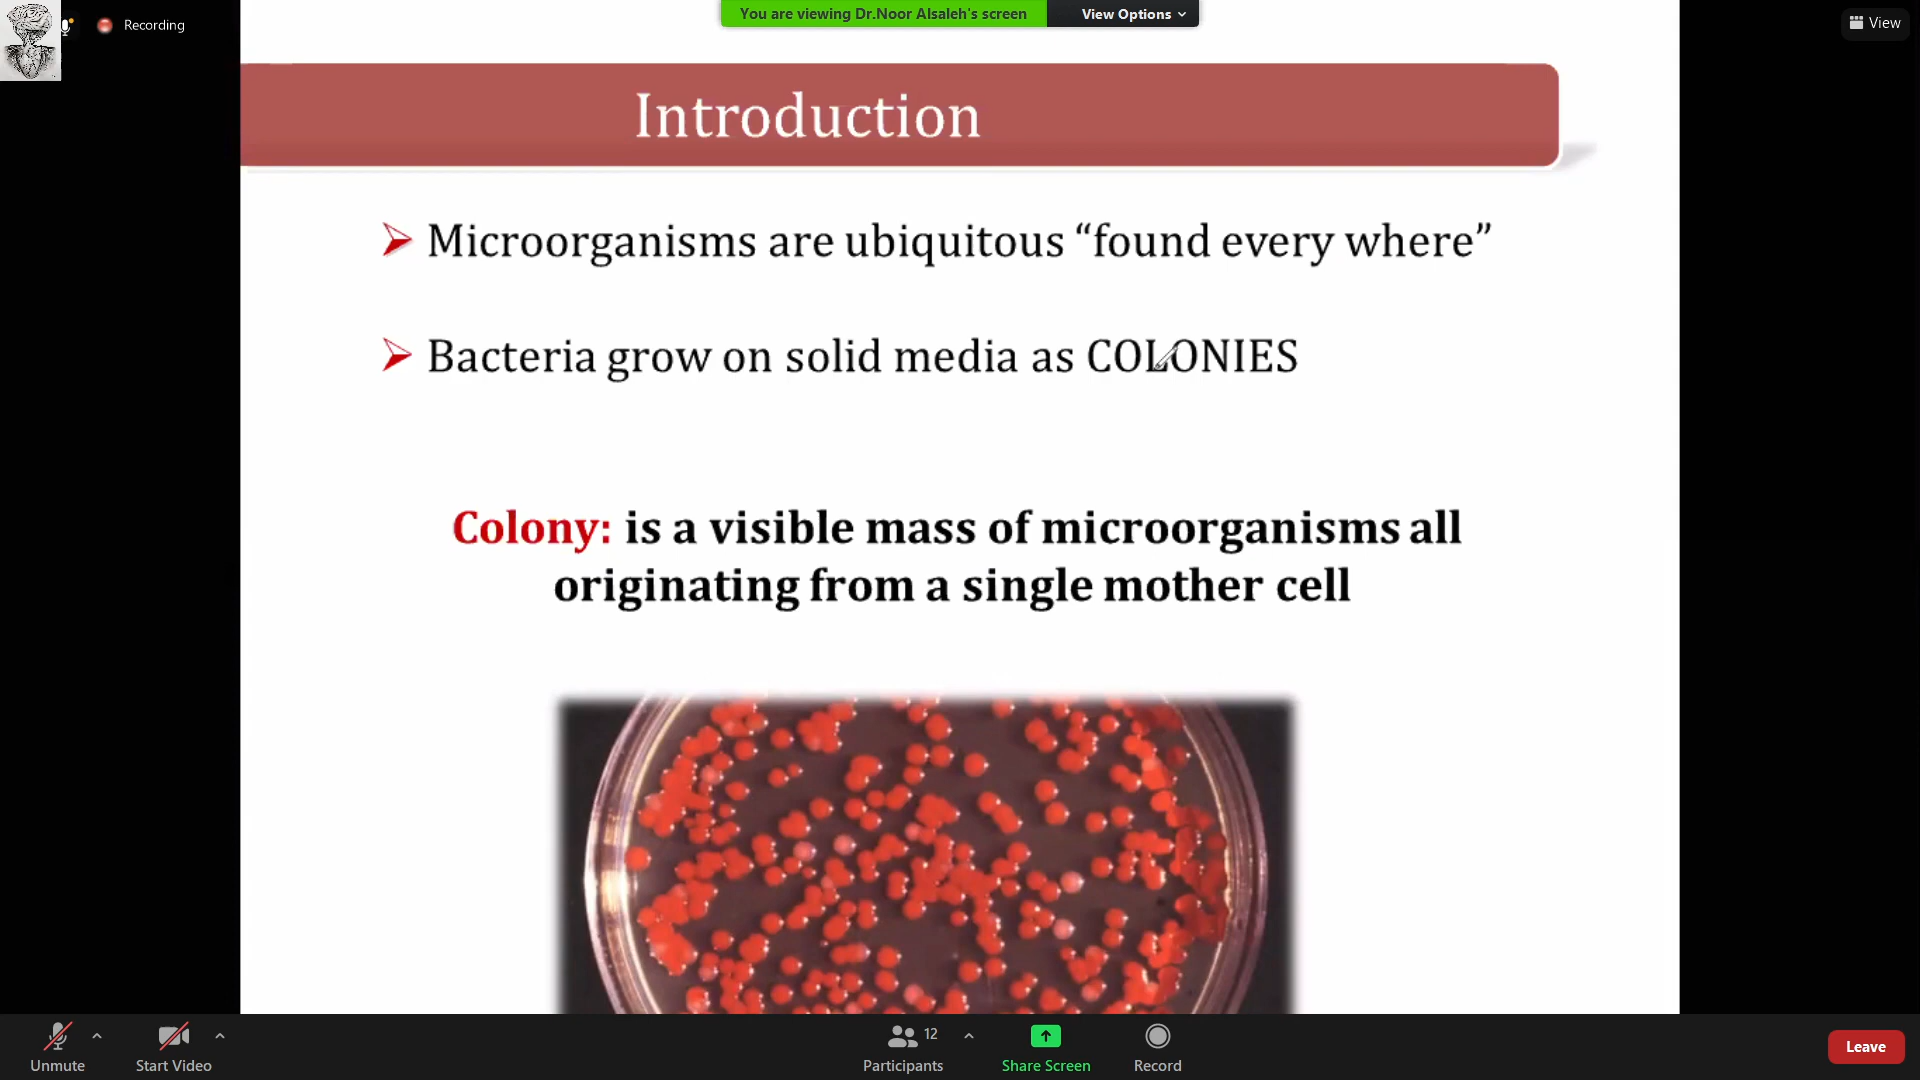 Recording
You are viewing Dr.Noor Alsaleh's screen
View Options
View
Introduction
Microorganisms are ubiquitous “found every where”
Bacteria grow on solid media as COLONIES
Colony: is a visible mass of microorganisms all
originating from a single mother cell
Unmute
Start Video
12
Participants
Share Screen
Record
Leave